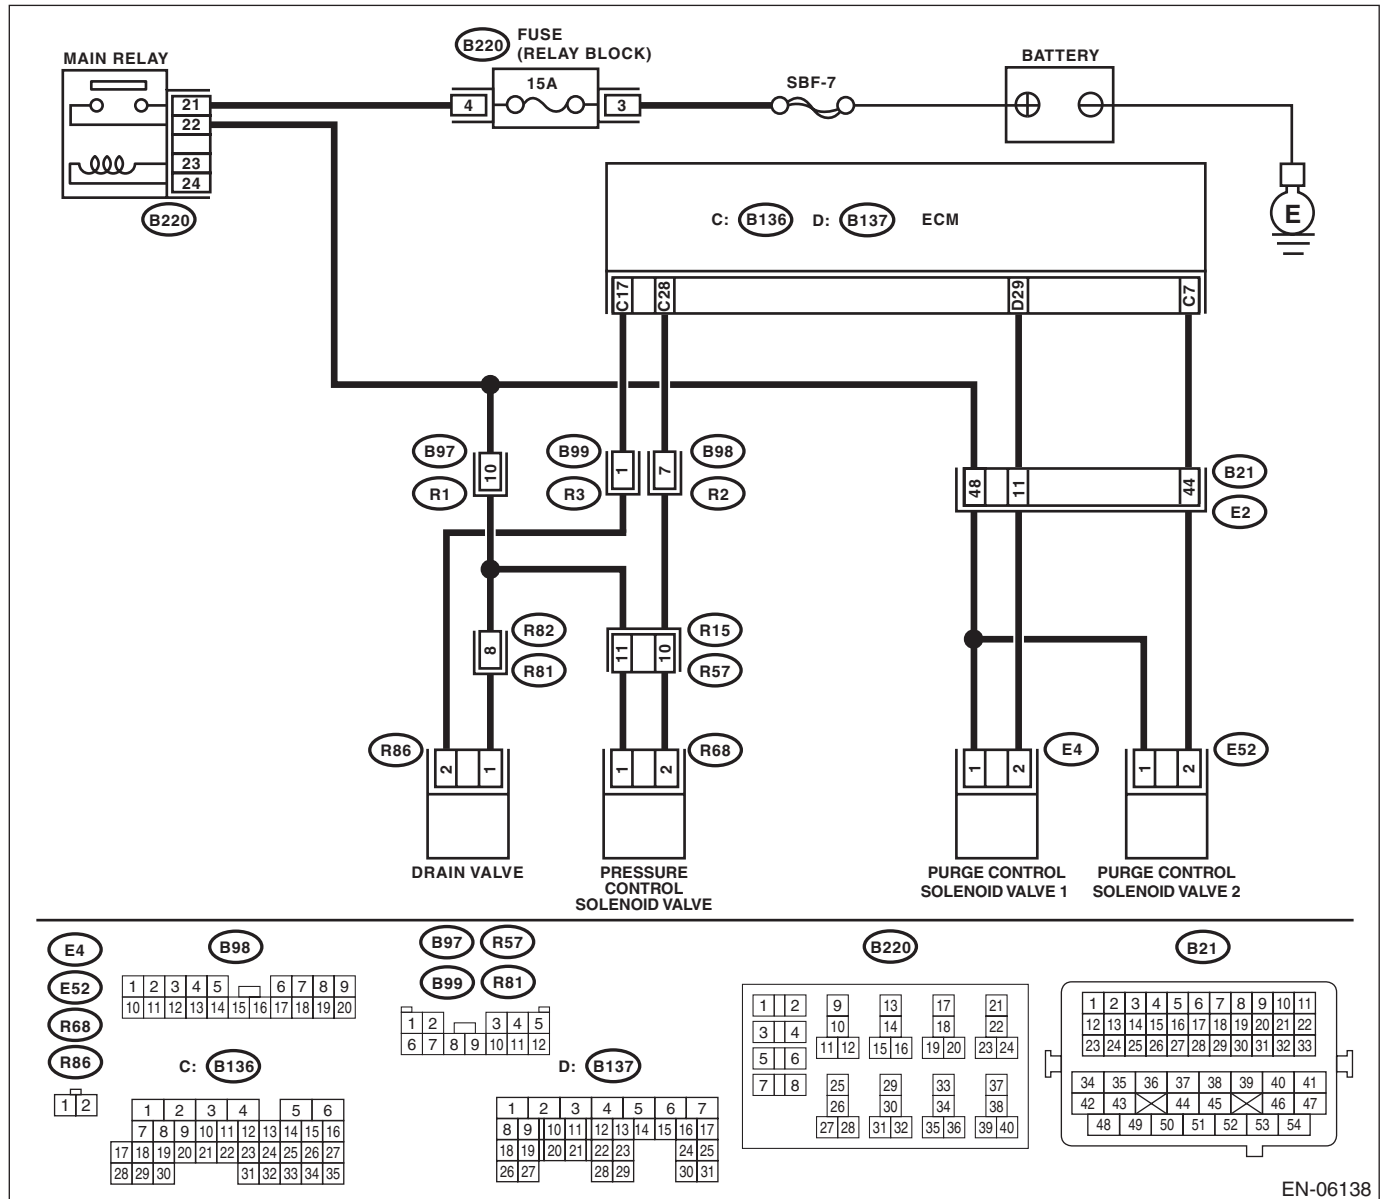 B220 FUSE
(RELAY BLOCK)
MAIN RELAY
15A
SBF-7
BATTERY
21
22
23
24
4
3
B220
E
C: B136 D: B137 ECM
C17 C28 D29 C7
B97 10 B99 1 7 B98
R1 R3 R2
48 11 44 B21
E2
8 R82 11 10 R15
R81 R57
R86 2 1 1 2 R68 1 2 E4 1 2 E52
DRAIN VALVE
PRESSURE
CONTROL
SOLENOID VALVE
PURGE CONTROL
SOLENOID VALVE 1
PURGE CONTROL
SOLENOID VALVE 2
E4
E52
R68
R86
1 2
B98
1 2 3 4 5 6 7 8 9
10 11 12 13 14 15 16 17 18 19 20
C: B136
1 2 3 4 5 6
7 8 9 10 11 12 13 14 15 16
17 18 19 20 21 22 23 24 25 26 27
28 29 30 31 32 33 34 35
B97 R57
B99 R81
1 2 3 4 5
6 7 8 9 10 11 12
D: B137
1 2 3 4 5 6 7
8 9 10 11 12 13 14 15 16 17
18 19 20 21 22 23 24 25
26 27 28 29 30 31
B220
1 2 9 13 17 21
3 4 10 14 18 22
5 6 11 12 15 16 19 20 23 24
7 8 25 29 33 37
26 30 34 38
27 28 31 32 35 36 39 40
B21
1 2 3 4 5 6 7 8 9 10 11
12 13 14 15 16 17 18 19 20 21 22
23 24 25 26 27 28 29 30 31 32 33
34 35 36 37 38 39 40 41
42 43 44 45 46 47
48 49 50 51 52 53 54
EN-06138